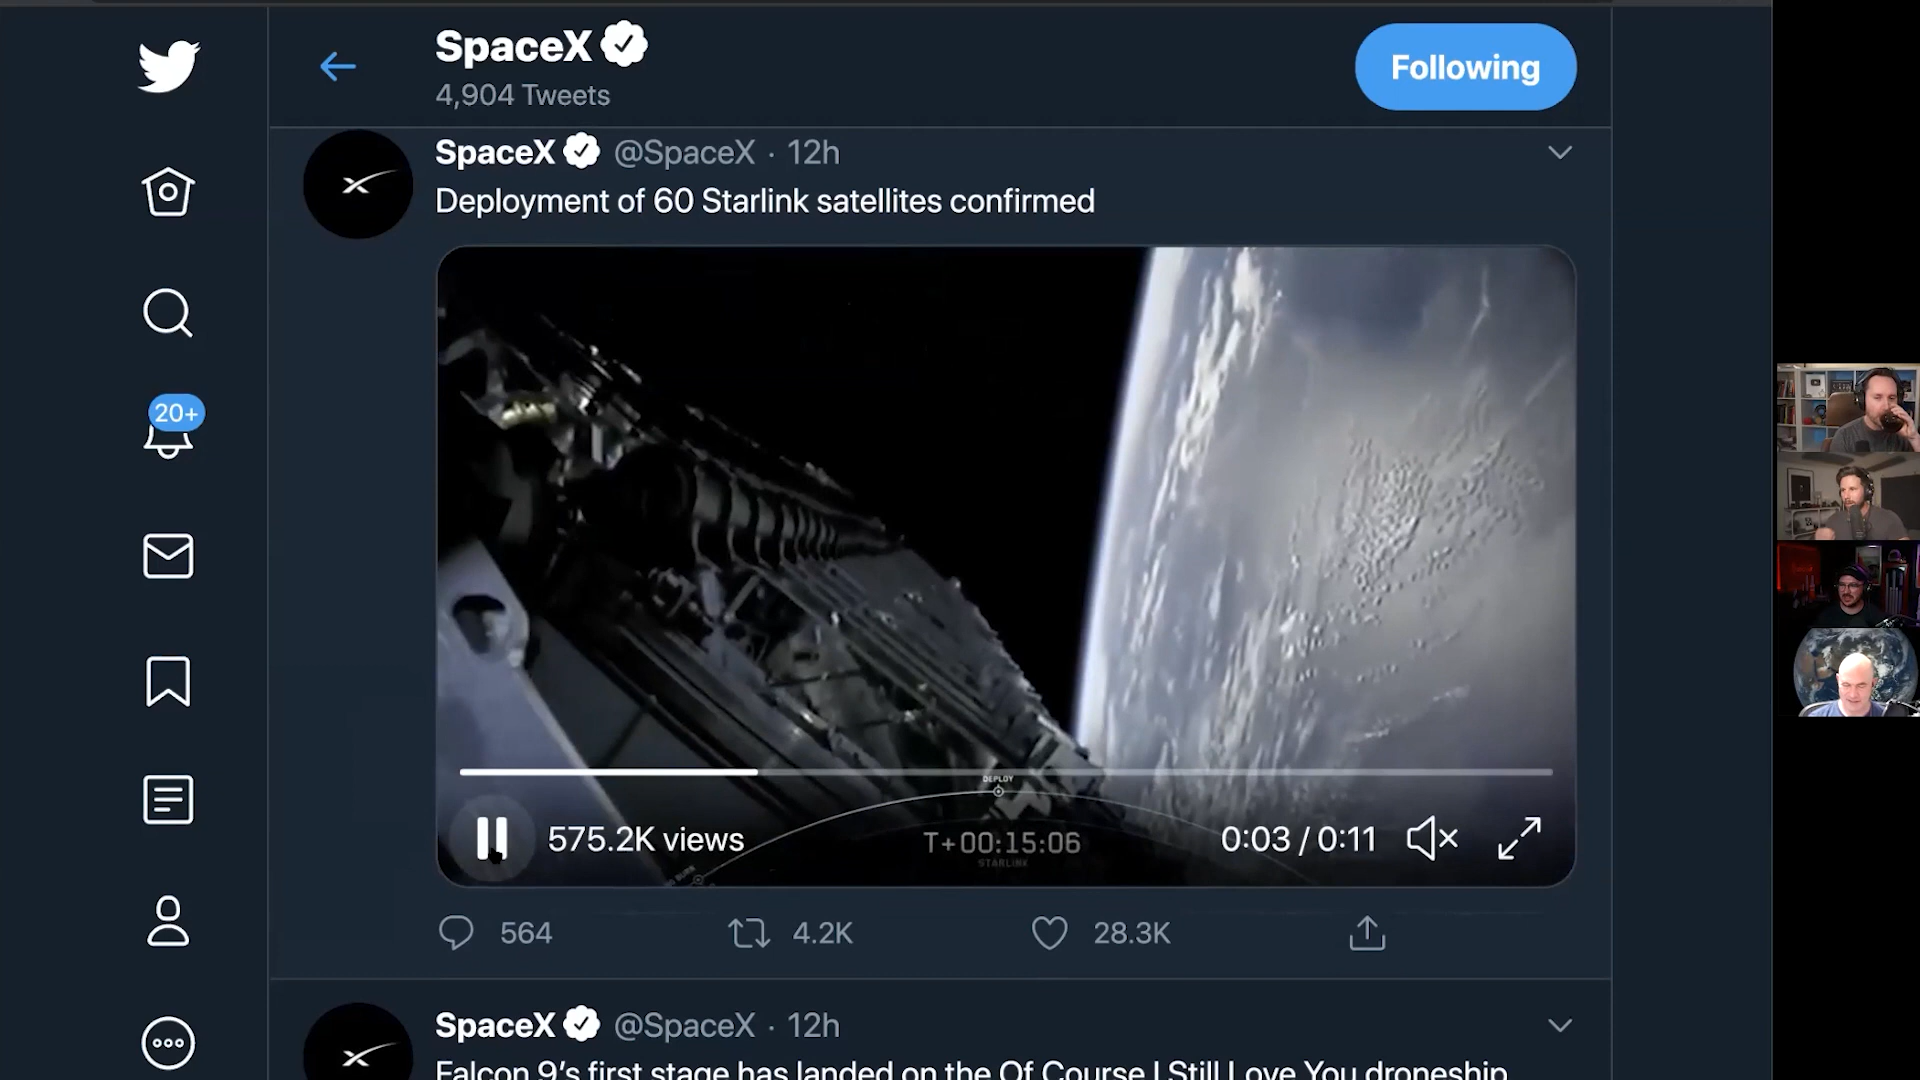 SpaceX
4,904 Tweets
Following
SpaceX @SpaceX · 12h
Deployment of 60 Starlink satellites confirmed
20+
DEPLOY
575.2K views
T+00:15:06
STARLINK
0:03 / 0:11
564
4.2K
28.3K
SpaceX @SpaceX · 12h
Falcon 9’s first stage has landed on the Of Course I Still Love You droneship